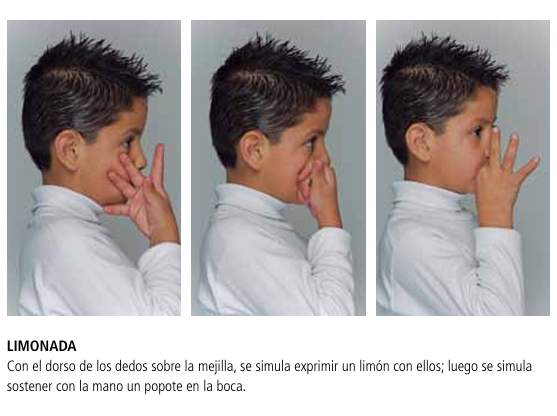 LIMONADA
Con el dorso de los dedos sobre la mejilla, se simula exprimir un limón con ellos; luego se simula
sostener con la mano un popote en la boca.